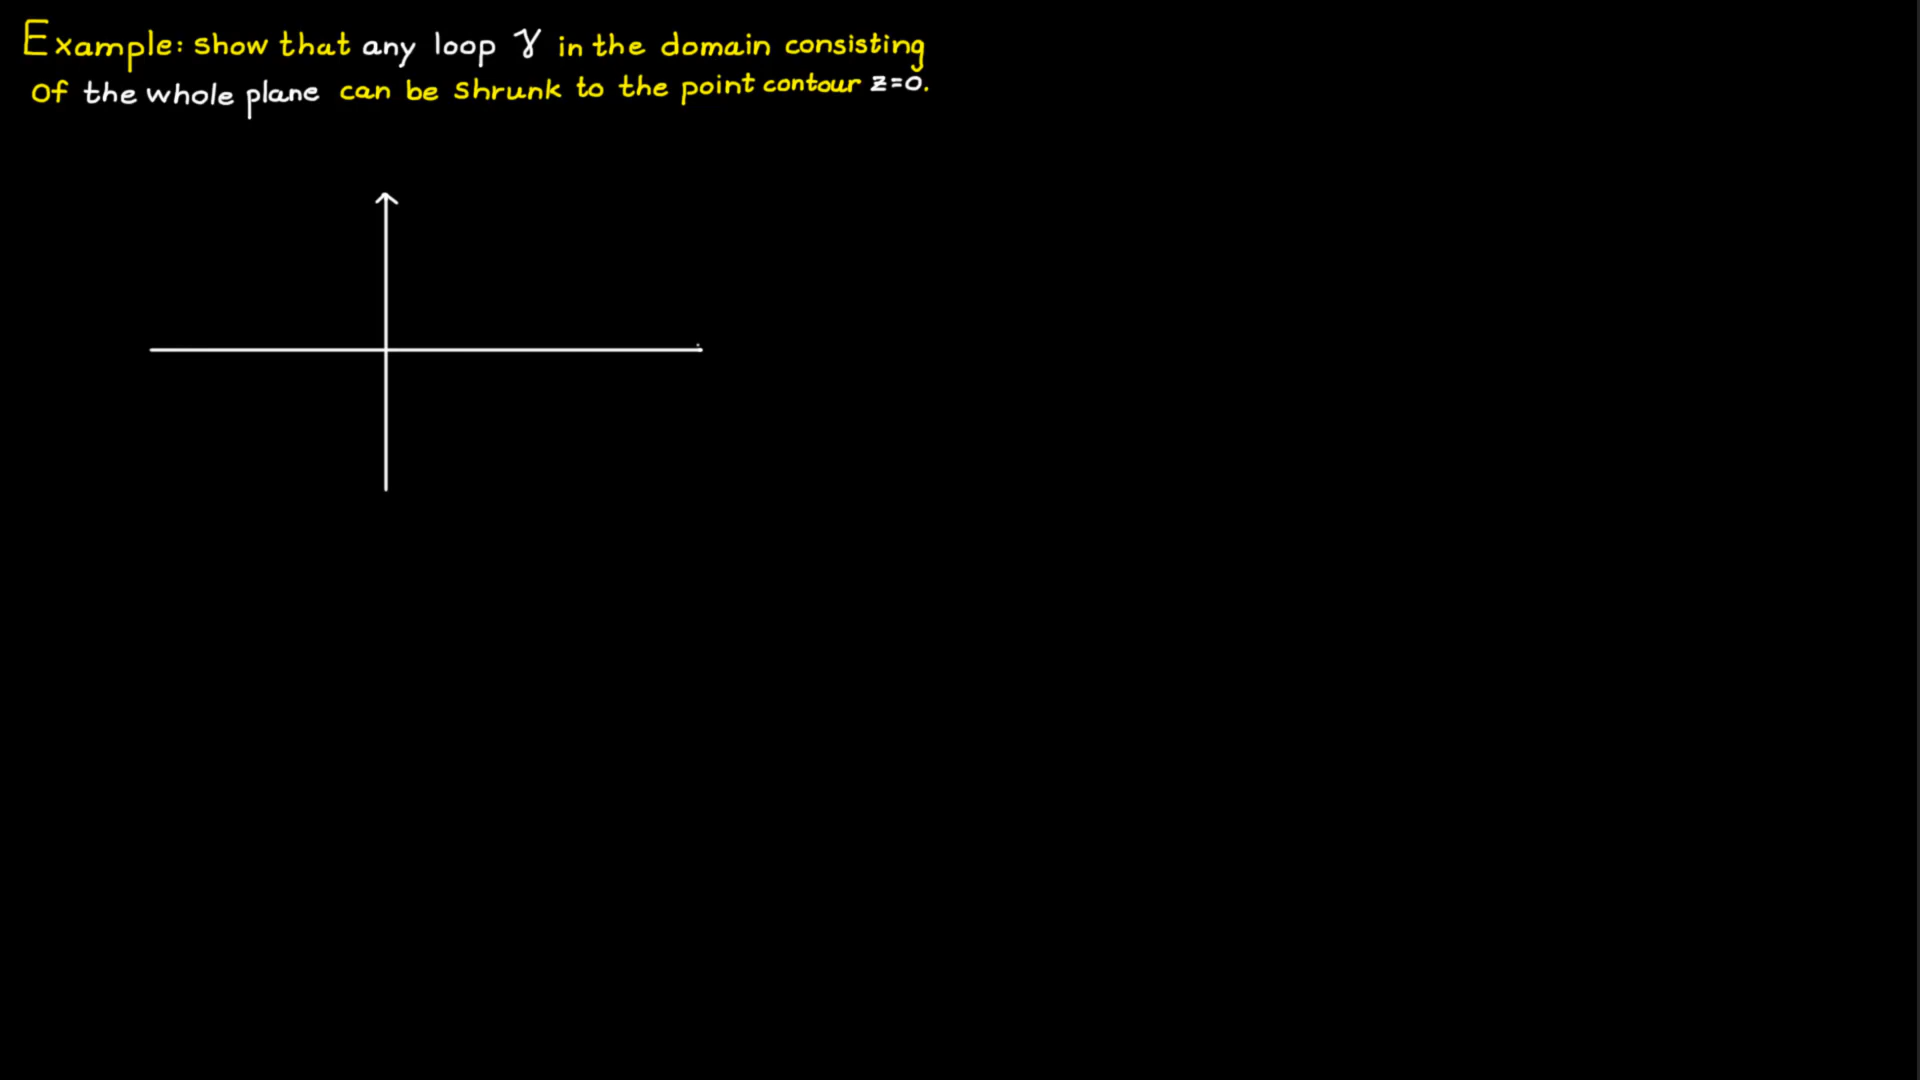 Example: show that any loop γ in the domain consisting
of the whole plane can be shrunk to the point contour z=0.